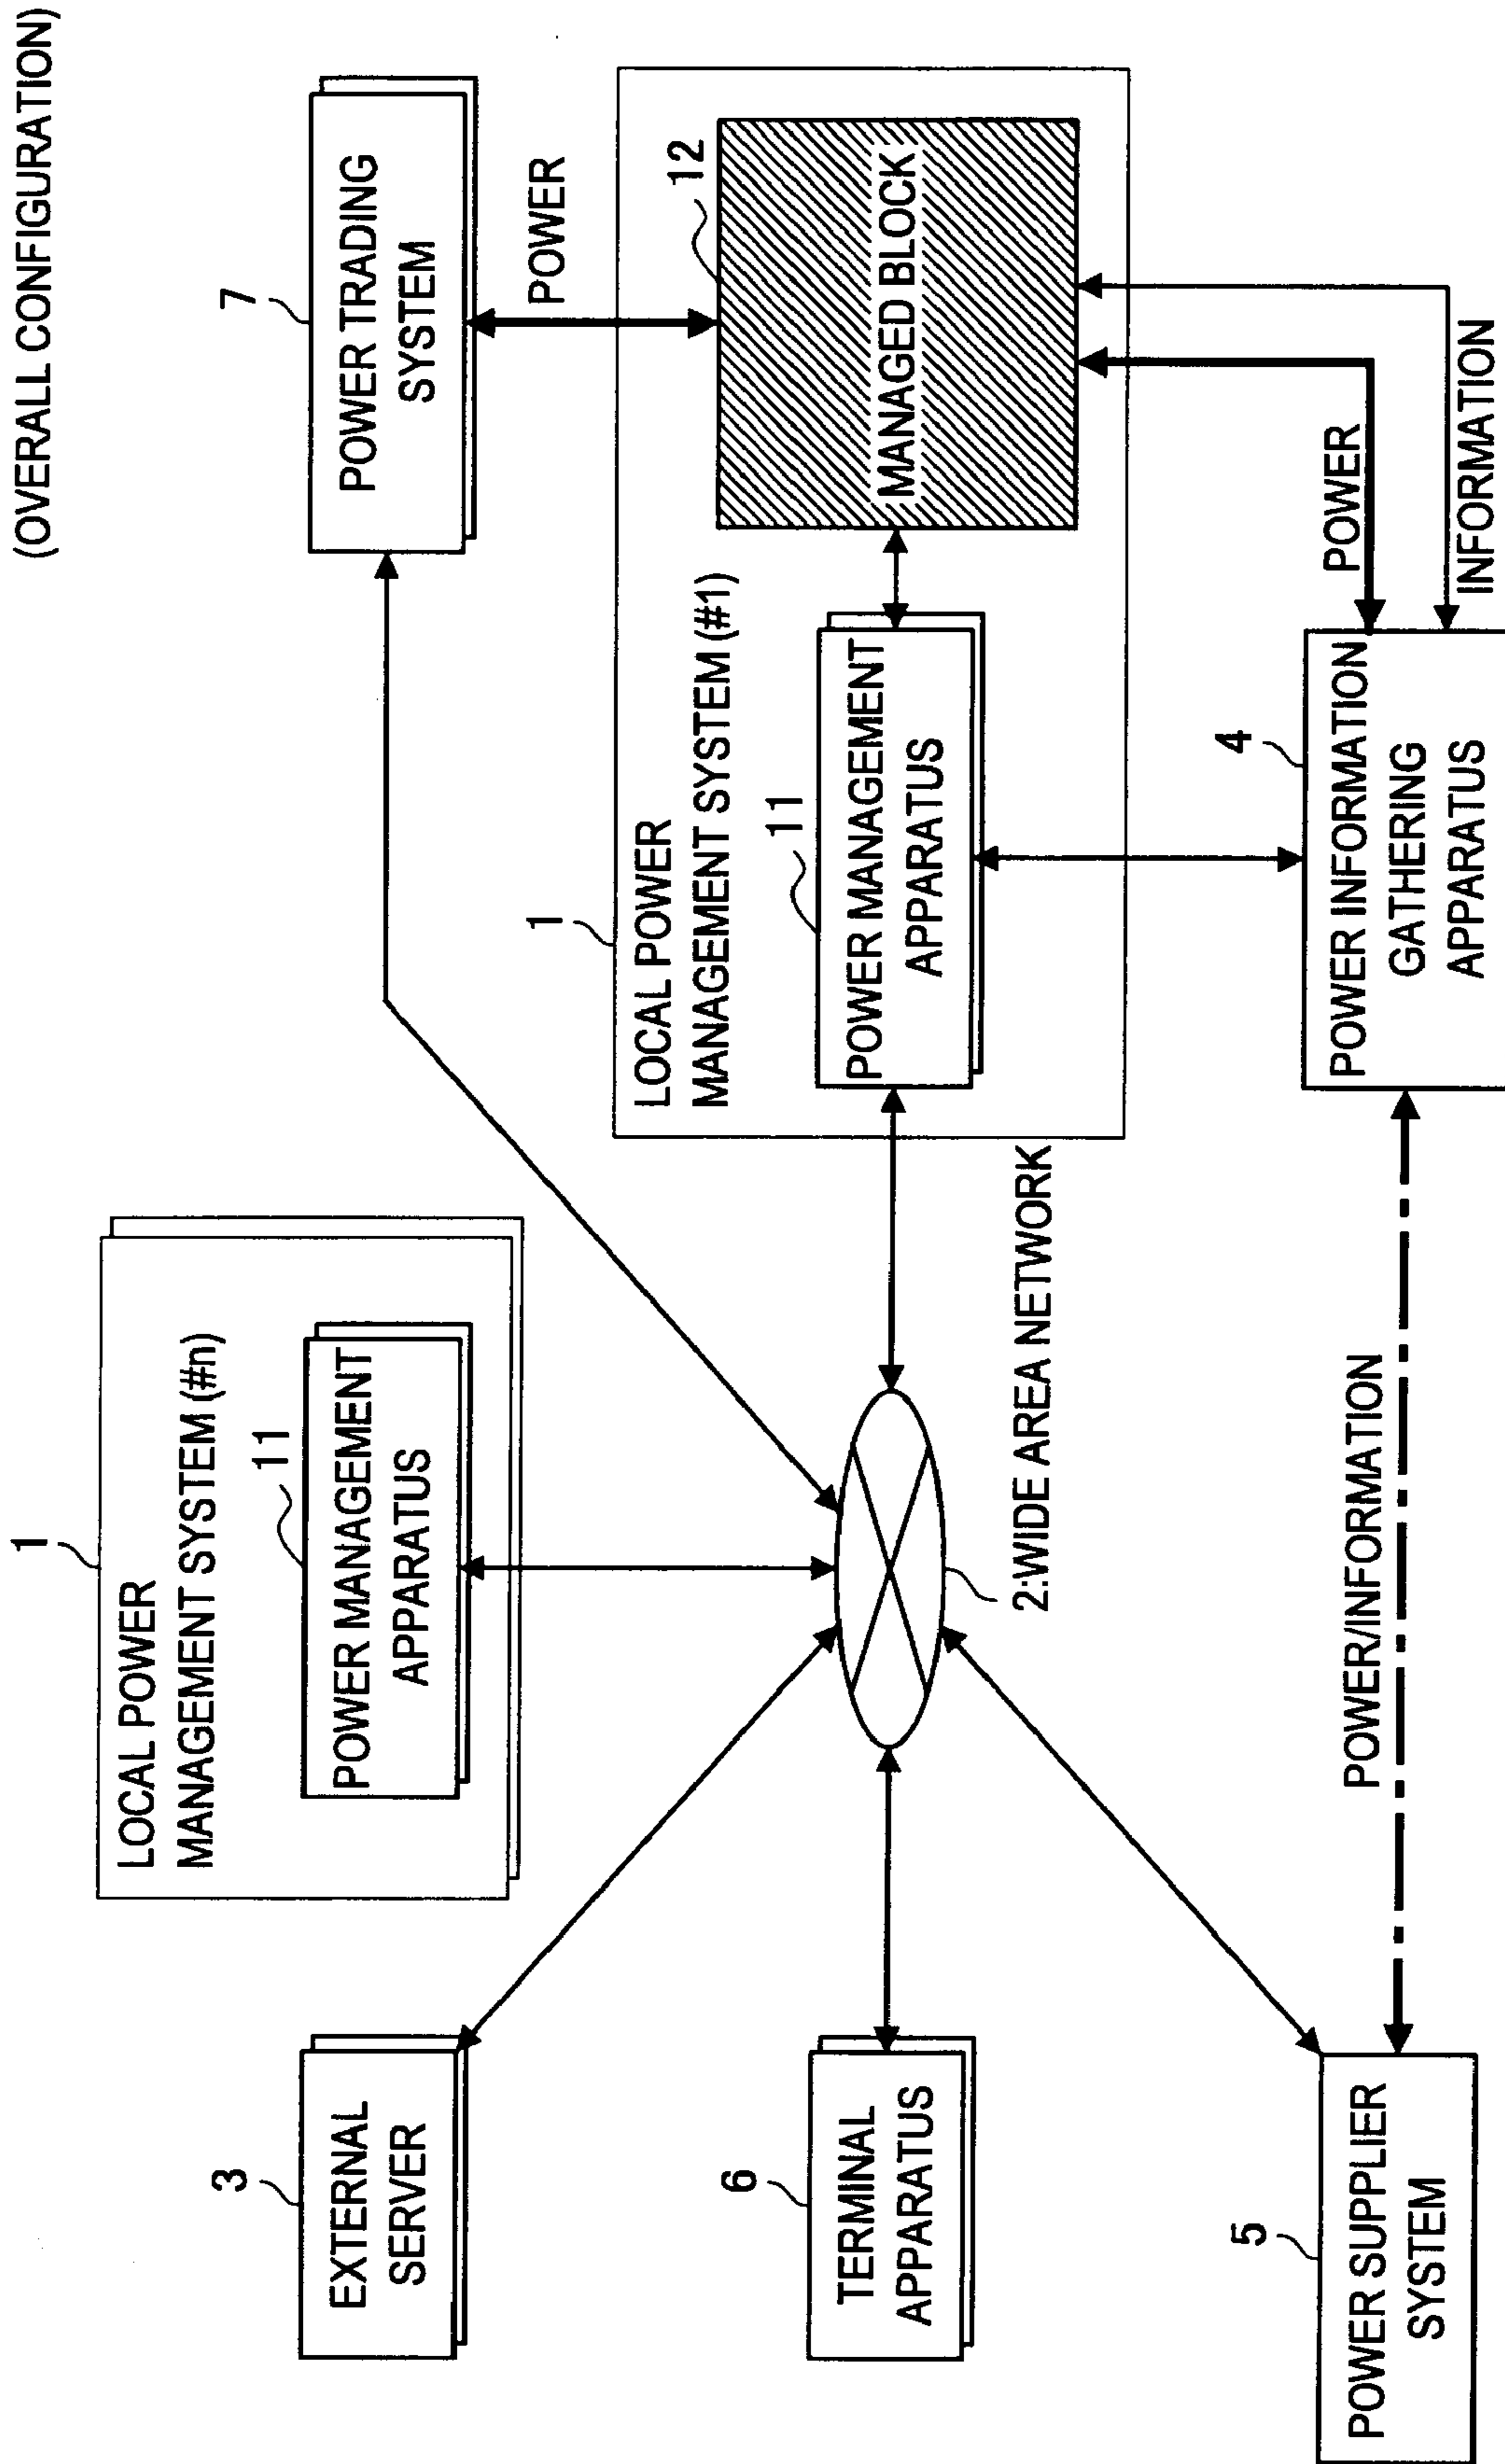 (OVERALL CONFIGURATION)
1
LOCAL POWER
MANAGEMENT SYSTEM (#n)
11
POWER MANAGEMENT
APPARATUS
7
POWER TRADING
SYSTEM
POWER
3
EXTERNAL
SERVER
1
LOCAL POWER
MANAGEMENT SYSTEM (#1)
11
POWER MANAGEMENT
APPARATUS
12
MANAGED BLOCK
6
TERMINAL
APPARATUS
2:WIDE AREA NETWORK
5
POWER SUPPLIER
SYSTEM
POWER/INFORMATION
4
POWER INFORMATION
GATHERING
APPARATUS
POWER
INFORMATION